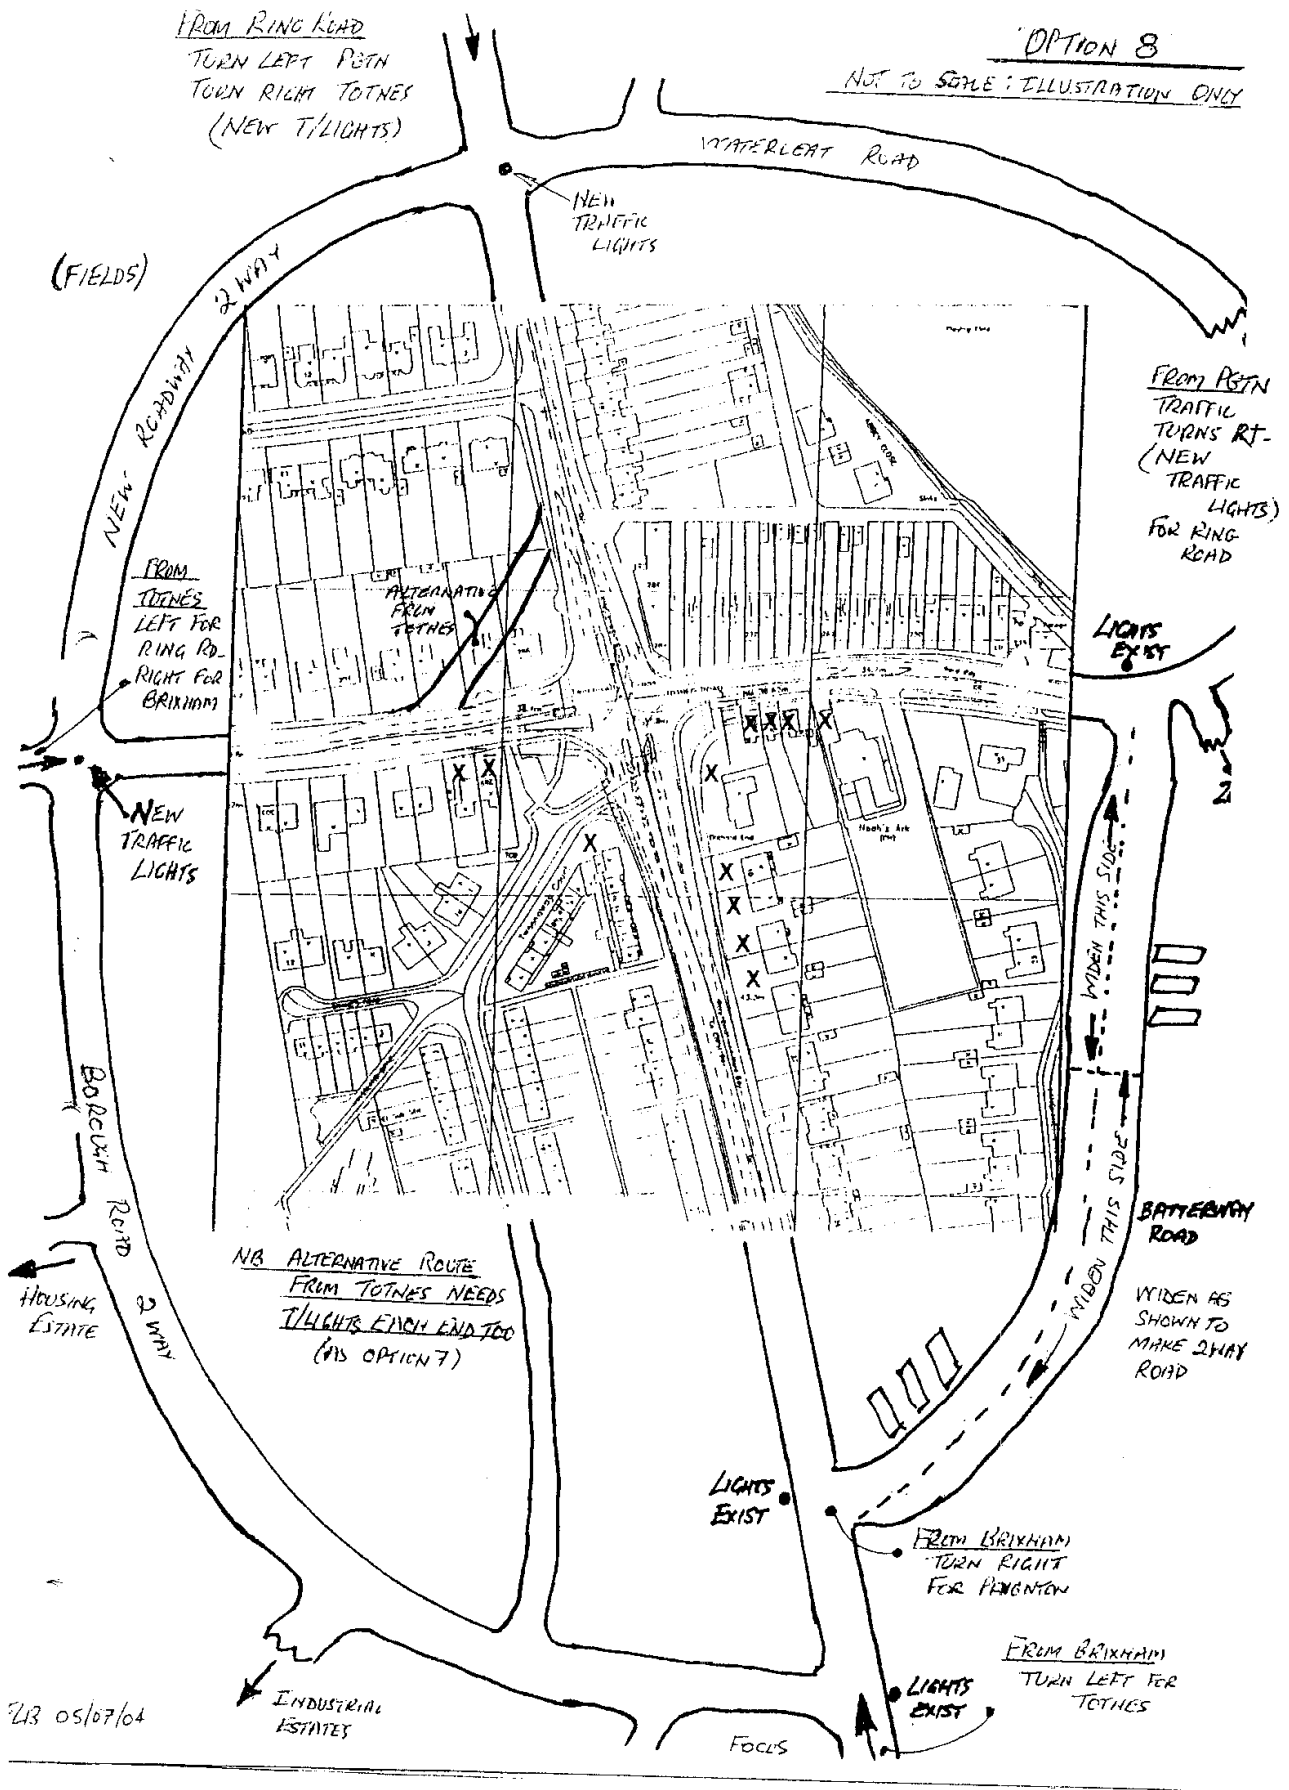 FROM RING ROAD
TURN LEFT PGTN
TURN RIGHT TOTNES
(NEW T/LIGHTS)
OPTION 8
NOT TO SCALE : ILLUSTRATION ONLY
WATERLEAT ROAD
NEW
TRAFFIC
LIGHTS
(FIELDS)
NEW ROADWAY 2 WAY
FROM PGTN
TRAFFIC
TURNS RT-
(NEW
TRAFFIC
LIGHTS)
FOR RING
ROAD
FROM
TOTNES
LEFT FOR
RING RD-
RIGHT FOR
BRIXHAM
ALTERNATIVE
FROM
TOTNES
LIGHTS
EXIST
X X X X
X X
X
X
X
X
X
X
Noah's Ark
(PH)
NEW
TRAFFIC
LIGHTS
WIDEN THIS SIDE
BOROUGH ROAD 2 WAY
WIDEN THIS SIDE
BATTERWAY
ROAD
WIDEN AS
SHOWN TO
MAKE 2WAY
ROAD
HOUSING
ESTATE
NB ALTERNATIVE ROUTE
FROM TOTNES NEEDS
T/LIGHTS EACH END TOO
(AS OPTION 7)
LIGHTS
EXIST
FROM BRIXHAM
TURN RIGHT
FOR PAIGNTON
FROM BRIXHAM
TURN LEFT FOR
TOTNES
LIGHTS
EXIST
INDUSTRIAL
ESTATES
FOCUS
05/07/04